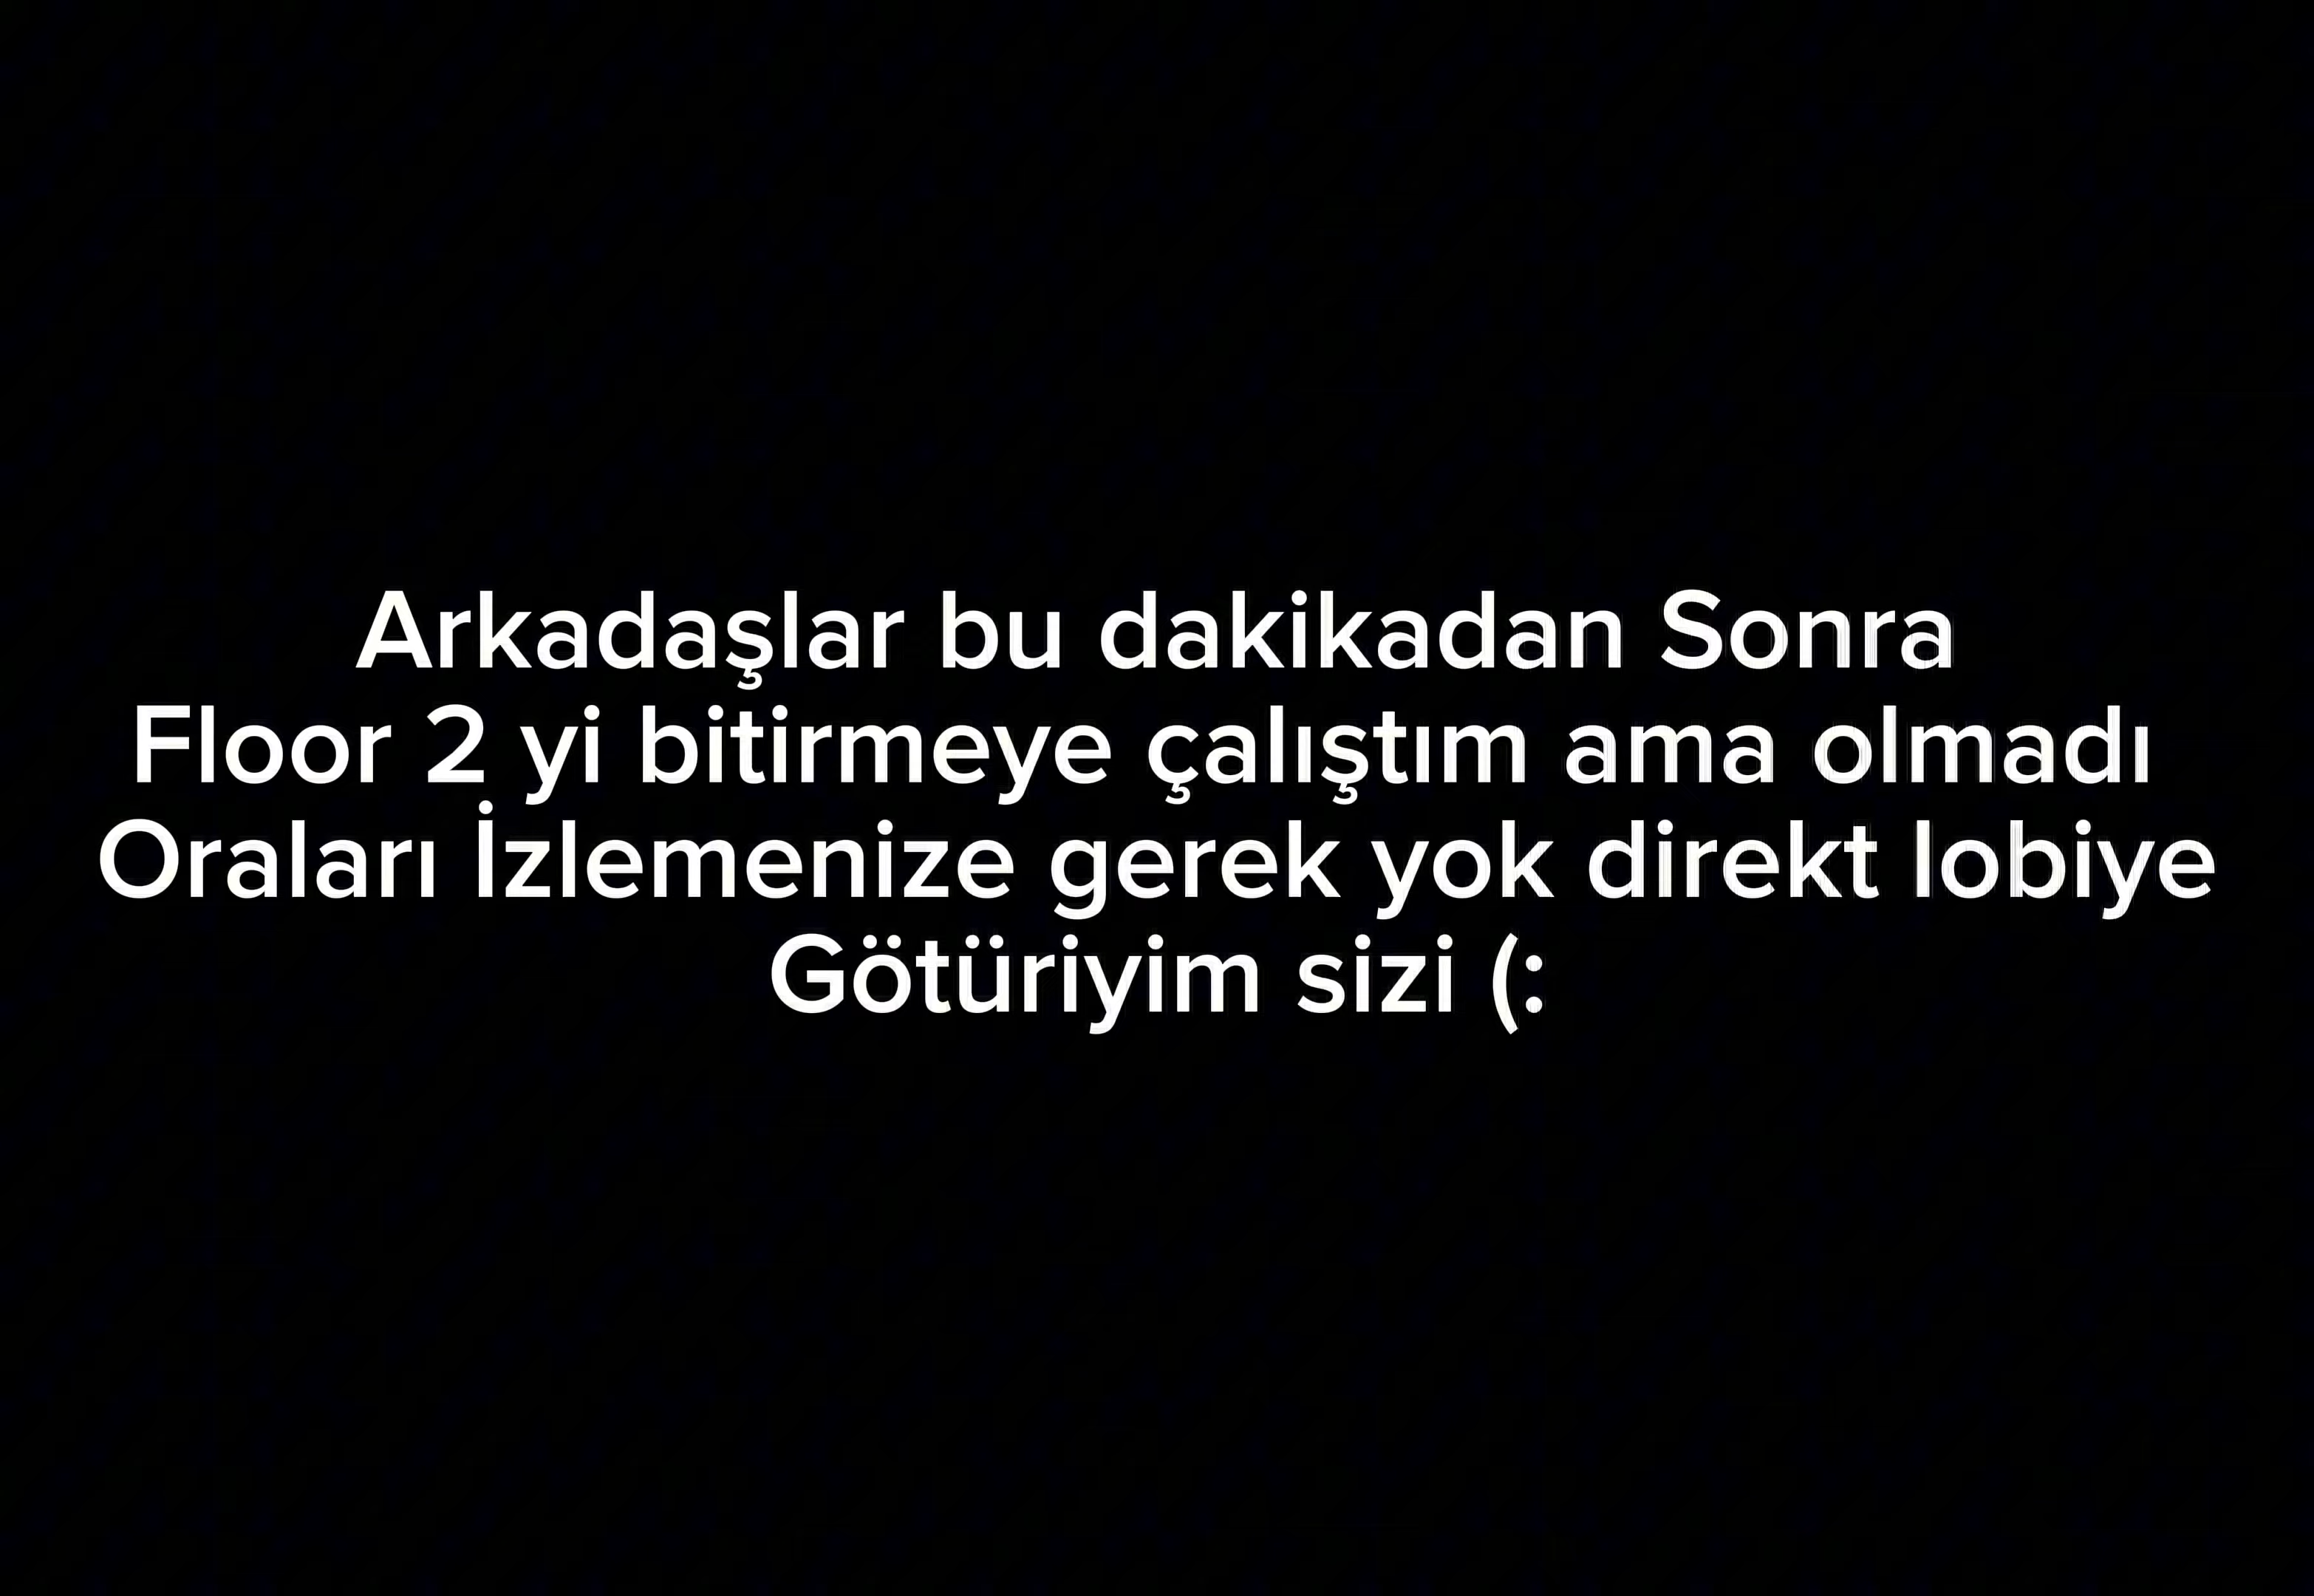 Arkadaşlar bu dakikadan Sonra
Floor 2 yi bitirmeye çalıştım ama olmadı
Oraları İzlemenize gerek yok direkt lobiye
Götüriyim sizi (: